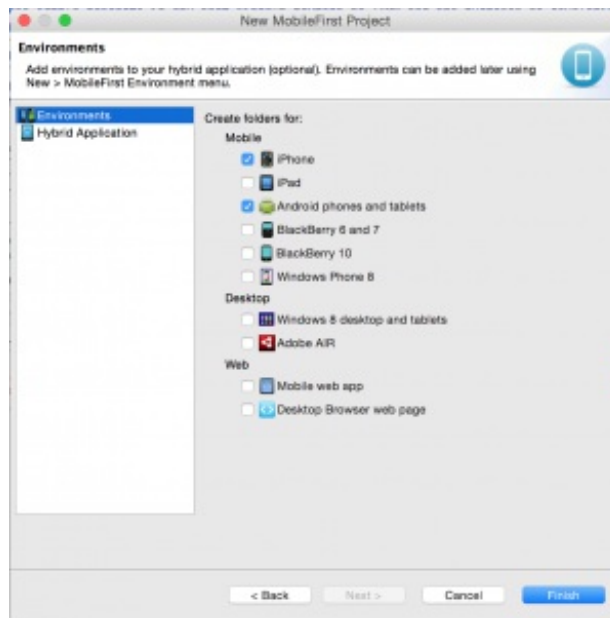 New MobileFirst Project
Environments
Add environments to your hybrid application (optional). Environments can be added later using
New > MobileFirst Environment menu.
Environments
Hybrid Application
Create folders for:
Mobile
iPhone
iPad
Android phones and tablets
BlackBerry 6 and 7
BlackBerry 10
Windows Phone 8
Desktop
Windows 8 desktop and tablets
Adobe AIR
Web
Mobile web app
Desktop Browser web page
< Back Next > Cancel Finish